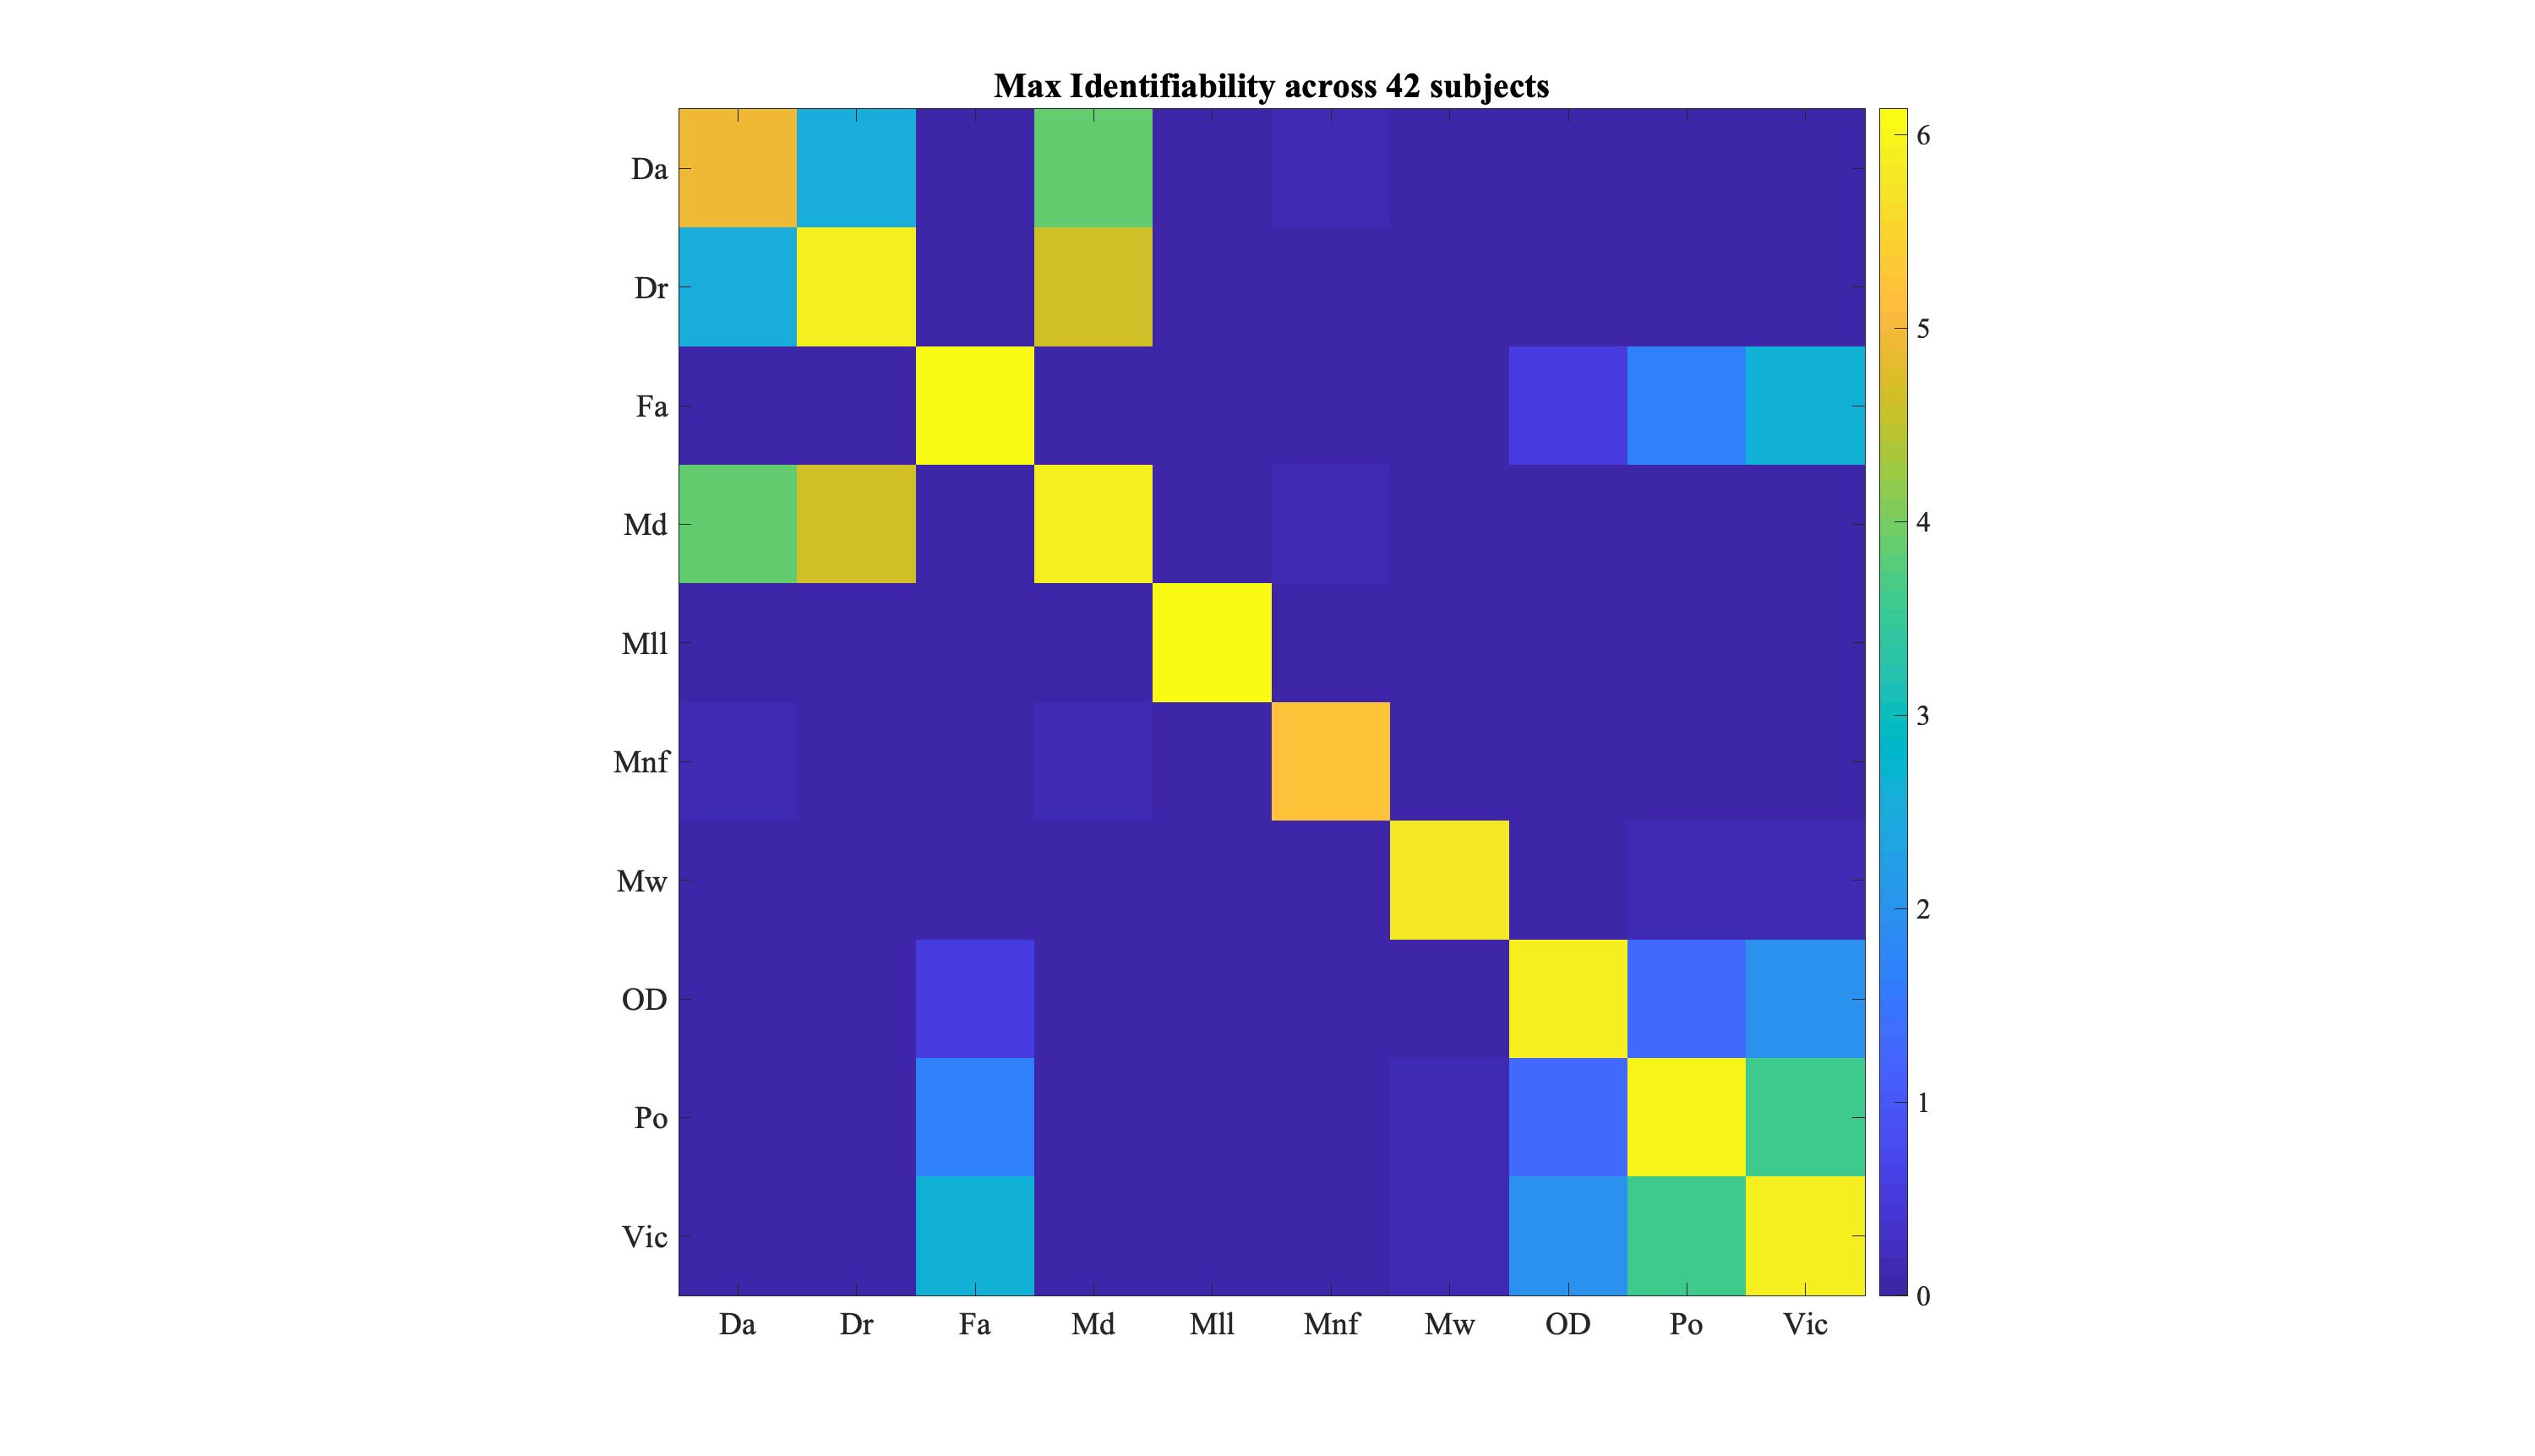 Max Identifiability across 42 subjects
Da
Dr
Fa
Md
Mll
Mnf
Mw
OD
Po
Vic
Da Dr Fa Md Mll Mnf Mw OD Po Vic
6
5
4
3
2
1
0